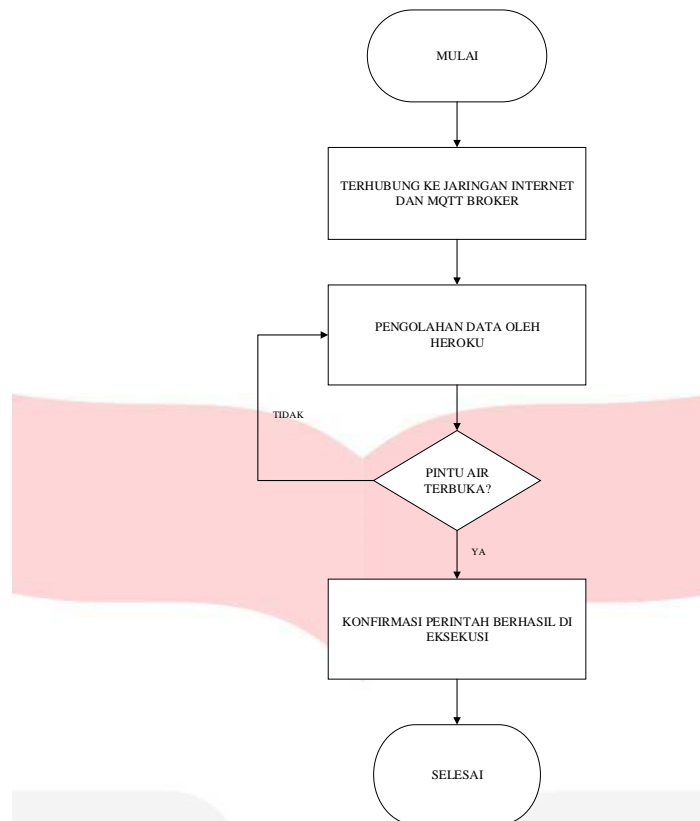 MULAI
TERHUBUNG KE JARINGAN INTERNET
DAN MQTT BROKER
PENGOLAHAN DATA OLEH
HEROKU
TIDAK
PINTU AIR
TERBUKA?
YA
KONFIRMASI PERINTAH BERHASIL DI
EKSEKUSI
SELESAI